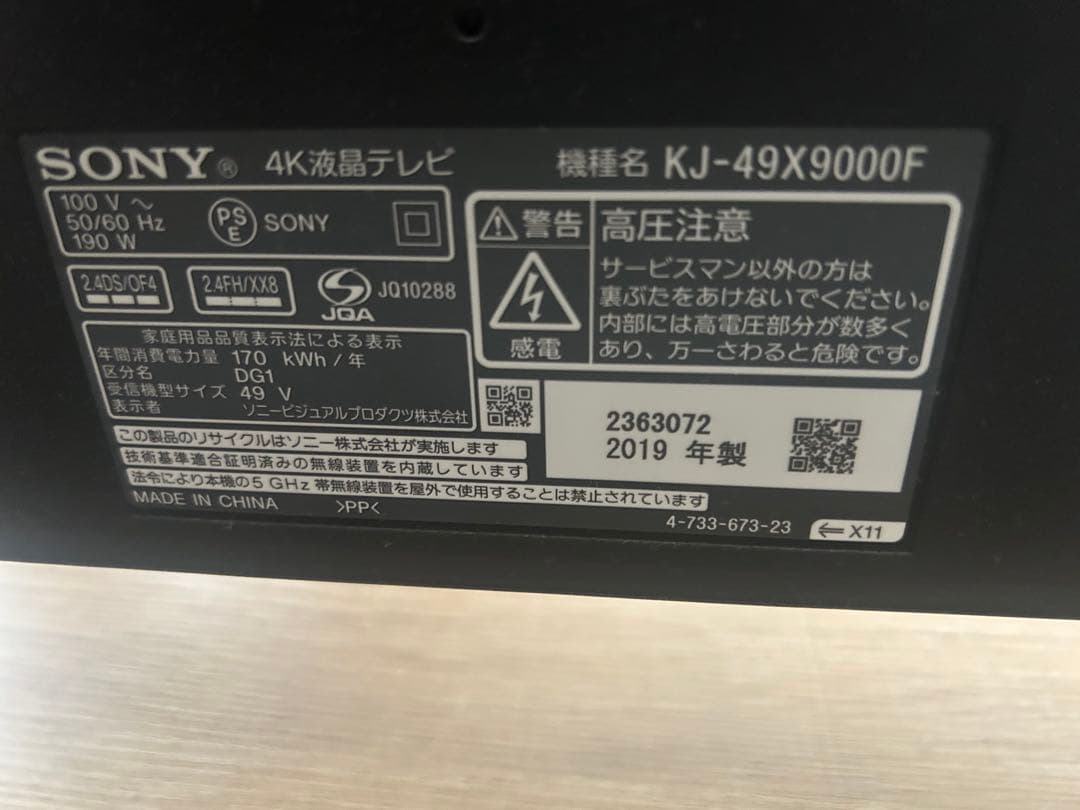 SONY® 4K液晶テレビ 機種名 KJ-49X9000F
100 V ～
50/60 Hz
190 W
PS
E
SONY
2.4DS/OF4
2.4FH/XX8
JQA
JQ10288
家庭用品品質表示法による表示
年間消費電力量 170 kWh/年
区分名 DG1
受信機型サイズ 49 V
表示者 ソニービジュアルプロダクツ株式会社
警告
感電
高圧注意
サービスマン以外の方は
裏ぶたをあけないでください。
内部には高電圧部分が数多く
あり、万一さわると危険です。
2363072
2019 年製
この製品のリサイクルはソニー株式会社が実施します
技術基準適合証明済みの無線装置を内蔵しています
法令により本機の5 GHz 帯無線装置を屋外で使用することは禁止されています
MADE IN CHINA >PP<
4-733-673-23
⇐X11